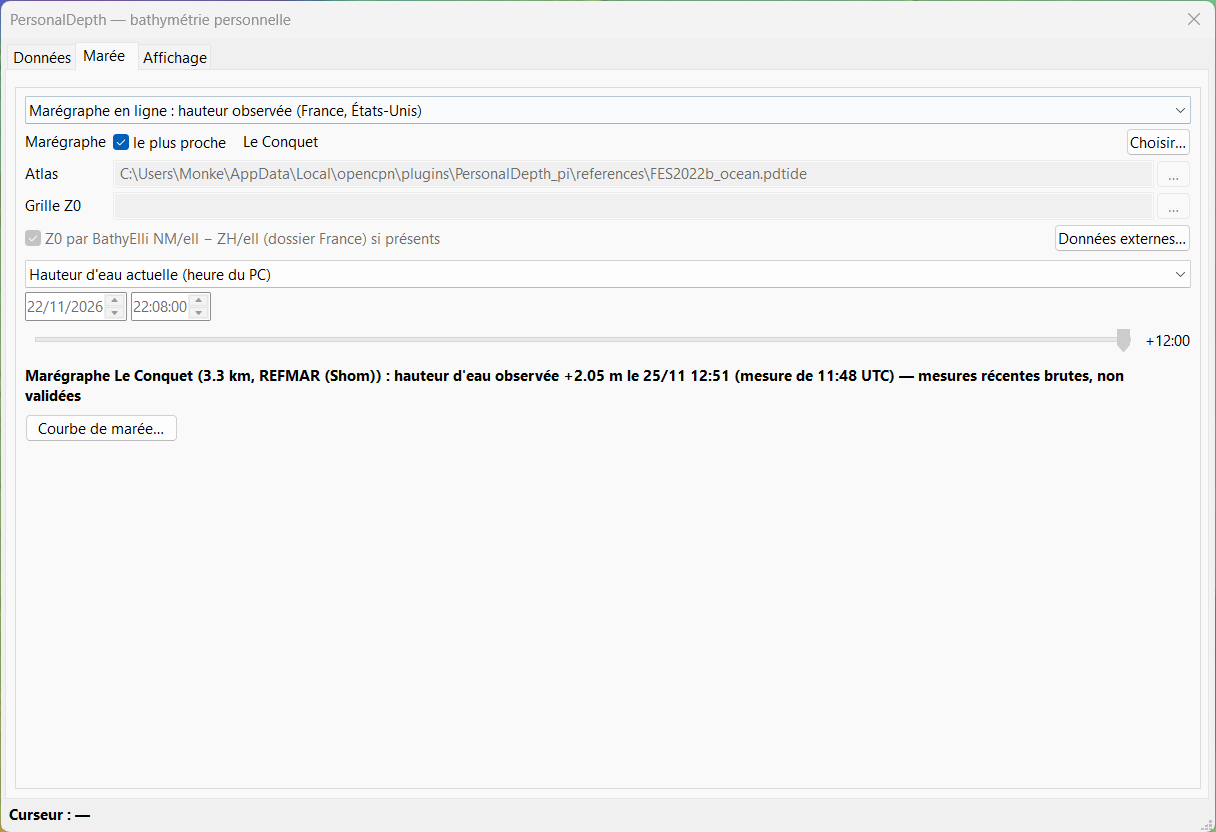 PersonalDepth — bathymétrie personnelle
Données Marée Affichage
Marégraphe en ligne : hauteur observée (France, États-Unis)
Marégraphe le plus proche Le Conquet Choisir...
Atlas C:\Users\Monke\AppData\Local\opencpn\plugins\PersonalDepth_pi\references\FES2022b_ocean.pdtide ...
Grille Z0 ...
Z0 par BathyElli NM/ell − ZH/ell (dossier France) si présents Données externes...
Hauteur d'eau actuelle (heure du PC)
22/11/2026 22:08:00
+12:00
Marégraphe Le Conquet (3.3 km, REFMAR (Shom)) : hauteur d'eau observée +2.05 m le 25/11 12:51 (mesure de 11:48 UTC) — mesures récentes brutes, non
validées
Courbe de marée...
Curseur : —